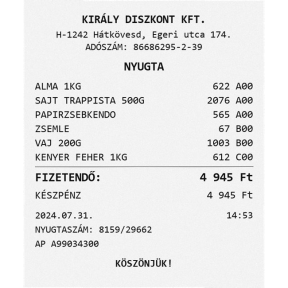 KIRÁLY DISZKONT KFT.
H-1242 Hátkövesd, Egeri utca 174.
ADÓSZÁM: 86686295-2-39
NYUGTA
ALMA 1KG 622 A00
SAJT TRAPPISTA 500G 2076 A00
PAPIRZSEBKENDO 565 A00
ZSEMLE 67 B00
VAJ 200G 1003 B00
KENYER FEHER 1KG 612 C00
FIZETENDŐ: 4 945 Ft
KÉSZPÉNZ 4 945 Ft
2024.07.31. 14:53
NYUGTASZÁM: 8159/29662
AP A99034300
KÖSZÖNJÜK!